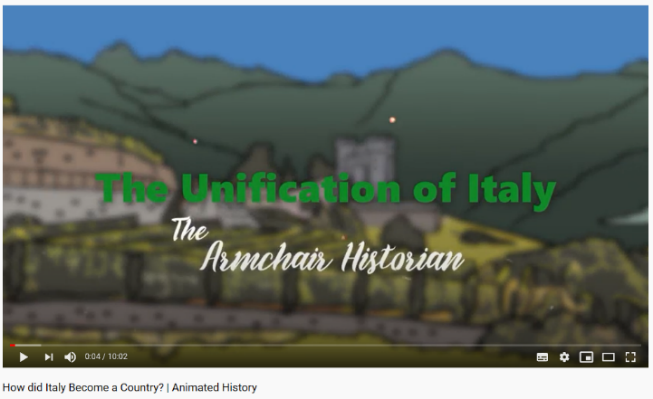 The Unification of Italy
The
Armchair Historian
0:04 / 10:02
How did Italy Become a Country? | Animated History